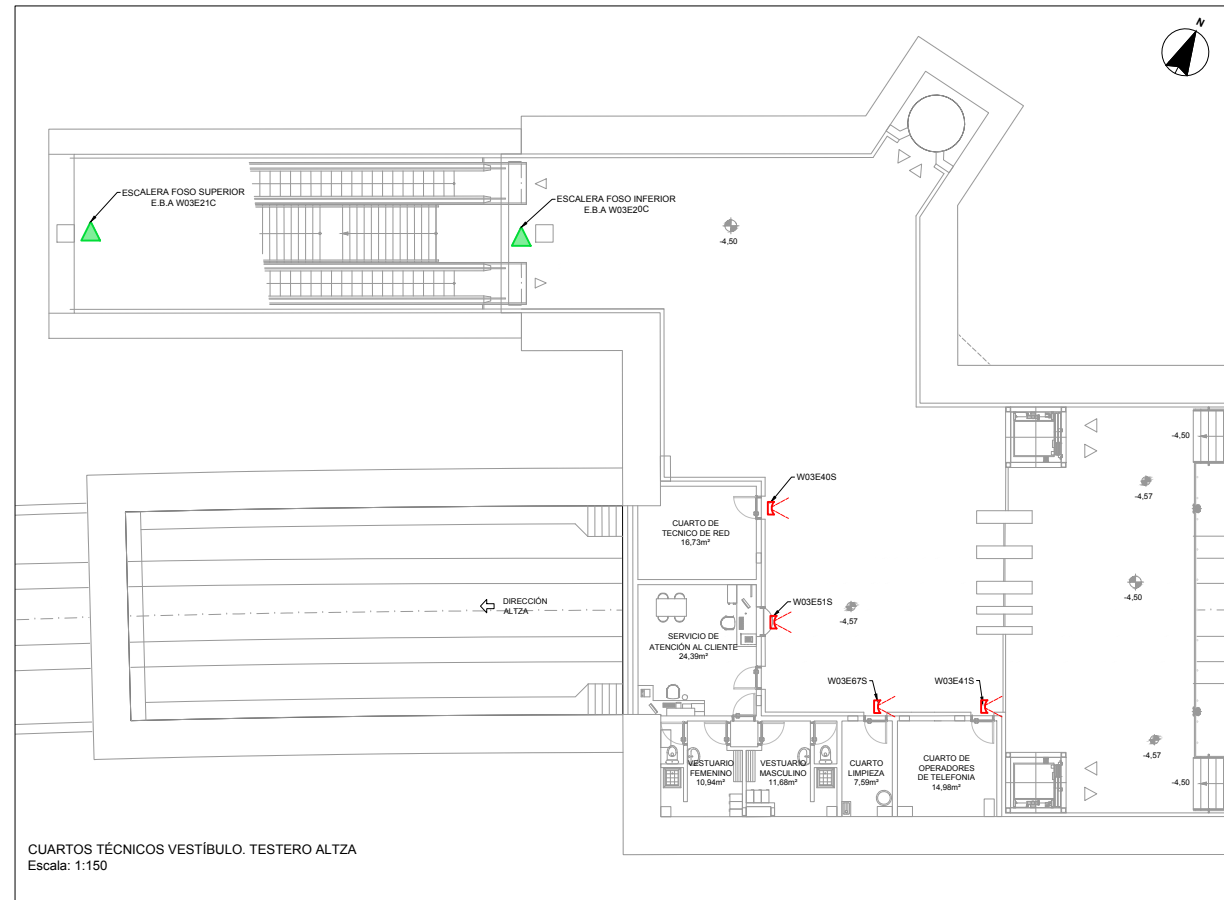 N
ESCALERA FOSO SUPERIOR
E.B.A W03E21C
ESCALERA FOSO INFERIOR
E.B.A W03E20C
-4,50
-4,50
-4,57
W03E40S
CUARTO DE
TECNICO DE RED
16,73m²
DIRECCIÓN
ALTZA
W03E51S
-4,57
-4,50
SERVICIO DE
ATENCIÓN AL CLIENTE
24,39m²
W03E67S
W03E41S
-4,57
-4,50
VESTUARIO
FEMENINO
10,94m²
VESTUARIO
MASCULINO
11,68m²
CUARTO
LIMPIEZA
7,59m²
CUARTO DE
OPERADORES
DE TELEFONIA
14,98m²
CUARTOS TÉCNICOS VESTÍBULO. TESTERO ALTZA
Escala: 1:150